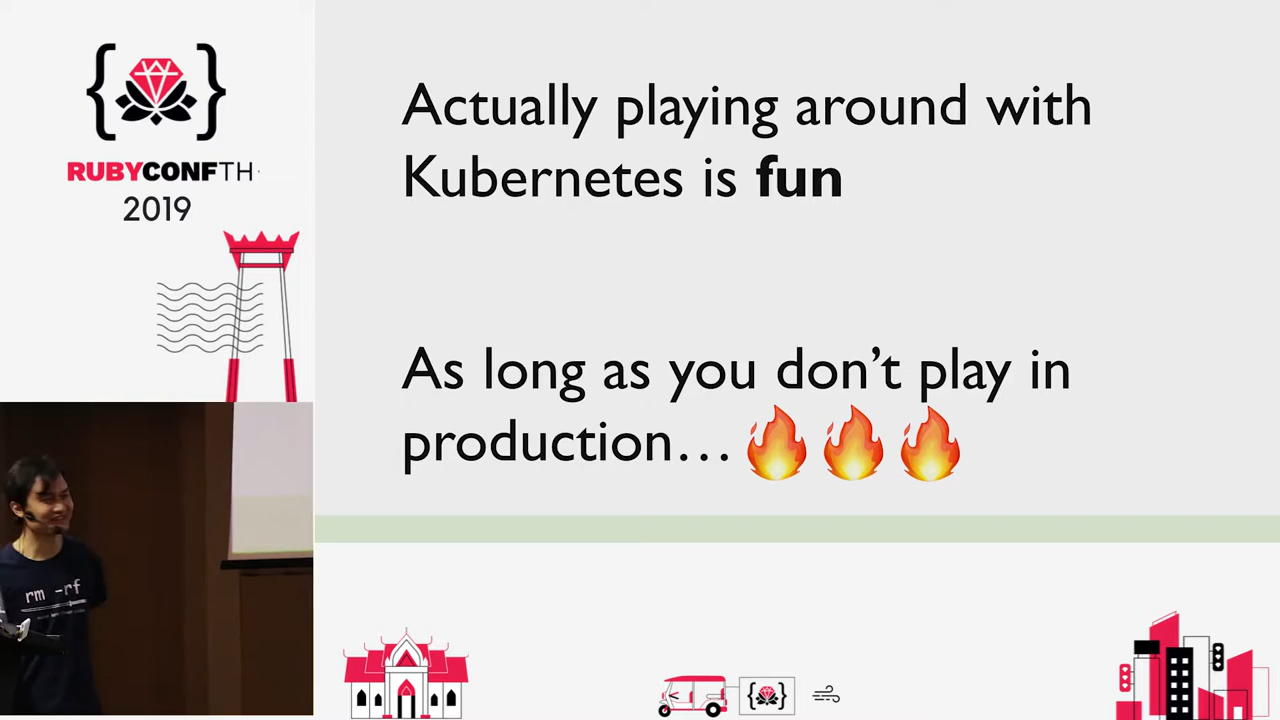 RUBYCONFTH
2019
Actually playing around with
Kubernetes is fun
As long as you don’t play in
production…🔥🔥🔥
rm -rf